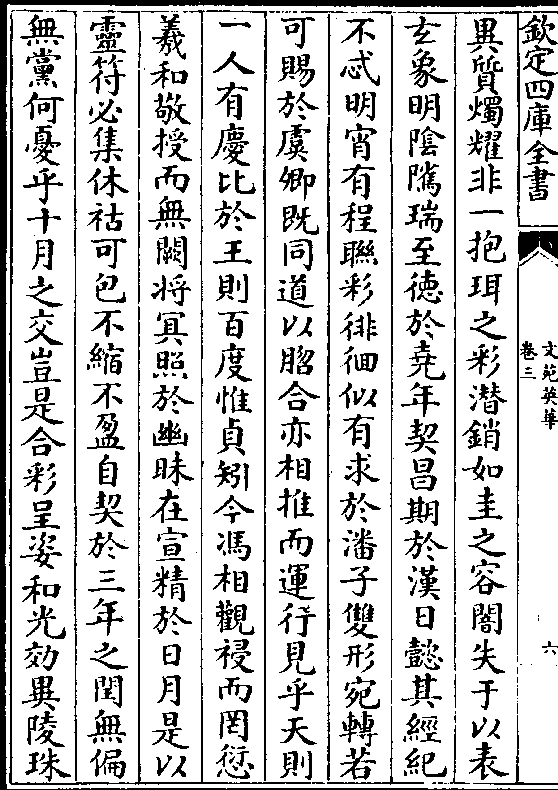 欽定四庫全書
文苑英華
卷三
六
異質燭耀非一抱珥之彩潛銷如圭之容闇失于以表
玄象明陰隲瑞至德於堯年契昌期於漢日懿其經紀
不忒明宵有程聯彩徘徊似有求於潘子雙形宛轉若
可賜於虞卿既同道以脗合亦相推而運行見乎天則
一人有慶比於王則百度惟貞矧今馮相觀祲而罔愆
羲和敬授而無闕将冥照於幽昧在宣精於日月是以
靈符必集休祜可包不縮不盈自契於三年之閏無偏
無黨何憂乎十月之交豈是合彩呈姿和光効異陵珠